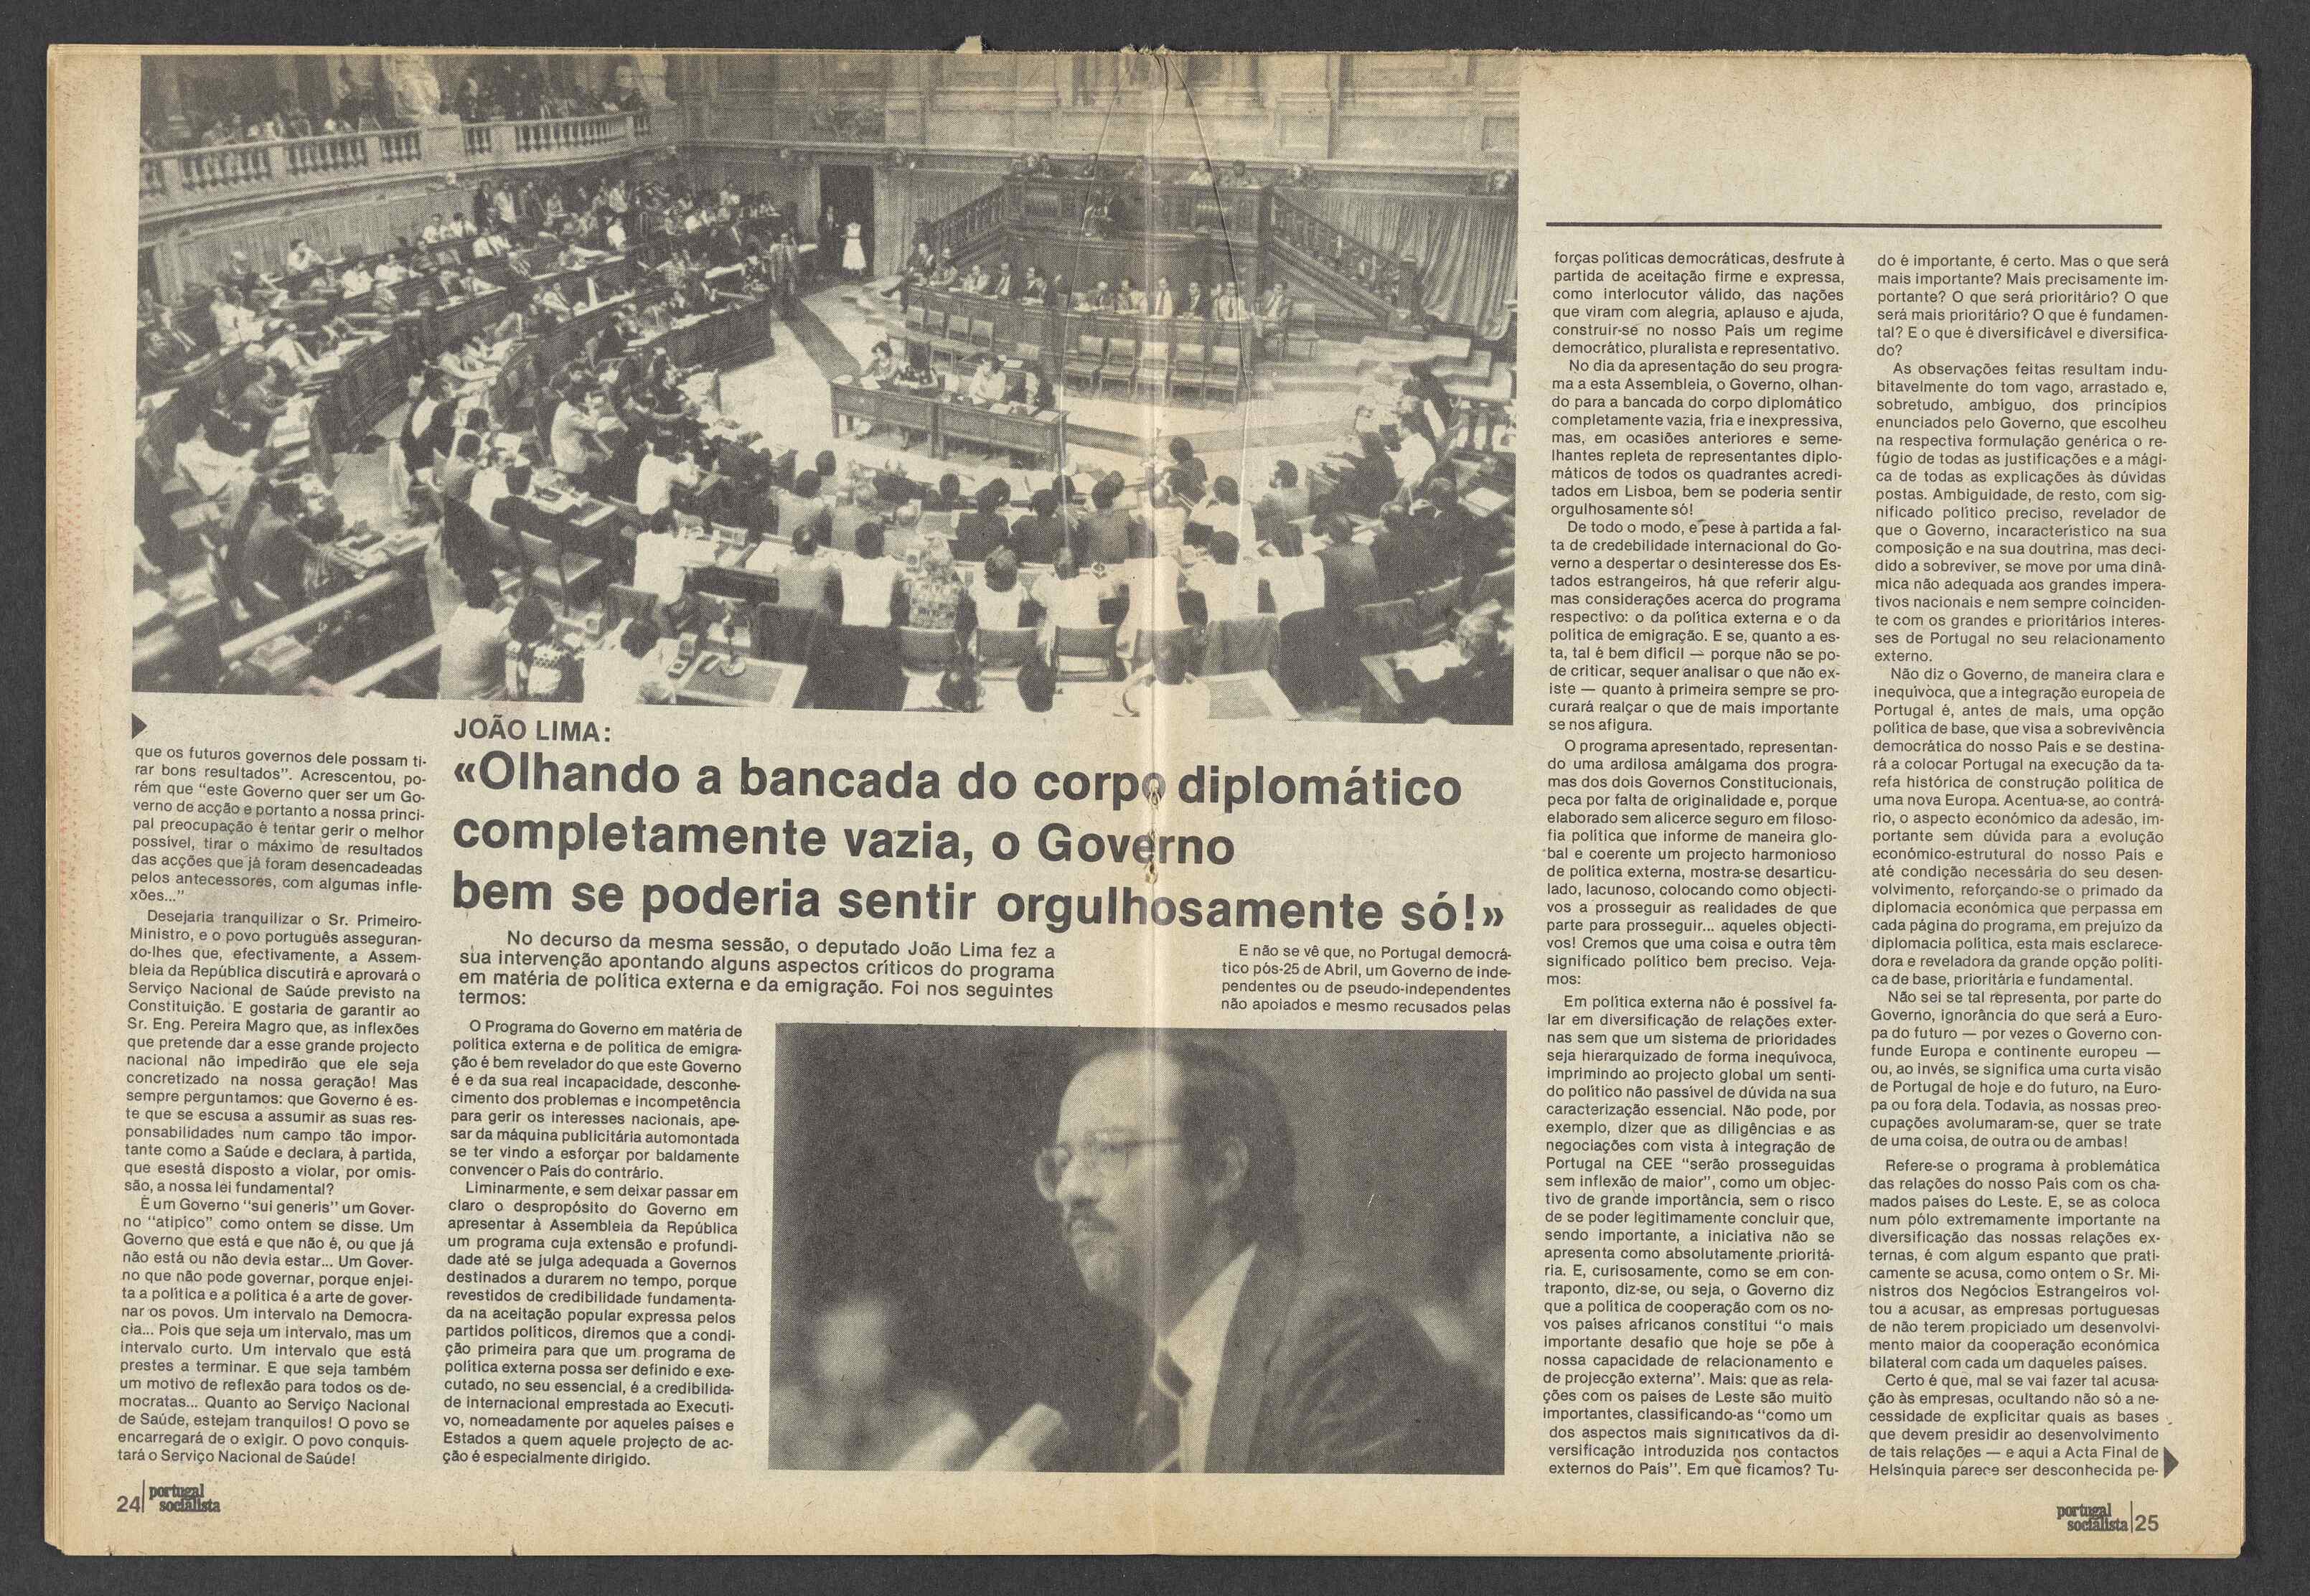 que os futuros governos dele possam ti-
rar bons resultados". Acrescentou, po-
rém que "este Governo quer ser um Go-
verno de acção e portanto a nossa princi-
pal preocupação é tentar gerir o melhor
possível, tirar o máximo de resultados
das acções que já foram desencadeadas
pelos antecessores, com algumas infle-
xões..."
Desejaria tranquilizar o Sr. Primeiro-
Ministro, e o povo português asseguran-
do-lhes que, efectivamente, a Assem-
bleia da República discutirá e aprovará o
Serviço Nacional de Saúde previsto na
Constituição. E gostaria de garantir ao
Sr. Eng. Pereira Magro que, as inflexões
que pretende dar a esse grande projecto
nacional não impedirão que ele seja
concretizado na nossa geração! Mas
sempre perguntamos: que Governo é es-
te que se escusa a assumir as suas res-
ponsabilidades num campo tão impor-
tante como a Saúde e declara, à partida,
que esestá disposto a violar, por omis-
são, a nossa lei fundamental?
É um Governo "sui generis" um Gover-
no "atípico" como ontem se disse. Um
Governo que está e que não é, ou que já
não está ou não devia estar... Um Gover-
no que não pode governar, porque enjei-
ta a política e a política é a arte de gover-
nar os povos. Um intervalo na Democra-
cia... Pois que seja um intervalo, mas um
intervalo curto. Um intervalo que está
prestes a terminar. E que seja também
um motivo de reflexão para todos os de-
mocratas... Quanto ao Serviço Nacional
de Saúde, estejam tranquilos! O povo se
encarregará de o exigir. O povo conquis-
tará o Serviço Nacional de Saúde!
JOÃO LIMA:
«Olhando a bancada do corpo diplomático
completamente vazia, o Governo
bem se poderia sentir orgulhosamente só!»
No decurso da mesma sessão, o deputado João Lima fez a
sua intervenção apontando alguns aspectos críticos do programa
em matéria de política externa e da emigração. Foi nos seguintes
termos:
O Programa do Governo em matéria de
política externa e de política de emigra-
ção é bem revelador do que este Governo
é e da sua real incapacidade, desconhe-
cimento dos problemas e incompetência
para gerir os interesses nacionais, ape-
sar da máquina publicitária automontada
se ter vindo a esforçar por baldamente
convencer o País do contrário.
Liminarmente, e sem deixar passar em
claro o despropósito do Governo em
apresentar à Assembleia da República
um programa cuja extensão e profundi-
dade até se julga adequada a Governos
destinados a durarem no tempo, porque
revestidos de credibilidade fundamenta-
da na aceitação popular expressa pelos
partidos políticos, diremos que a condi-
ção primeira para que um programa de
política externa possa ser definido e exe-
cutado, no seu essencial, é a credibilida-
de Internacional emprestada ao Executi-
vo, nomeadamente por aqueles países e
Estados a quem aquele projecto de ac-
ção é especialmente dirigido.
E não se vê que, no Portugal democrá-
tico pós-25 de Abril, um Governo de inde-
pendentes ou de pseudo-independentes
não apoiados e mesmo recusados pelas
forças políticas democráticas, desfrute à
partida de aceitação firme e expressa,
como interlocutor válido, das nações
que viram com alegria, aplauso e ajuda,
construir-se no nosso País um regime
democrático, pluralista e representativo.
No dia da apresentação do seu progra-
ma a esta Assembleia, o Governo, olhan-
do para a bancada do corpo diplomático
completamente vazia, fria e inexpressiva,
mas, em ocasiões anteriores e seme-
lhantes repleta de representantes diplo-
máticos de todos os quadrantes acredi-
tados em Lisboa, bem se poderia sentir
orgulhosamente só!
De todo o modo, e pese à partida a fal-
ta de credebilidade internacional do Go-
verno a despertar o desinteresse dos Es-
tados estrangeiros, há que referir algu-
mas considerações acerca do programa
respectivo: o da política externa e o da
política de emigração. E se, quanto a es-
ta, tal é bem difícil — porque não se po-
de criticar, sequer analisar o que não ex-
iste — quanto à primeira sempre se pro-
curará realçar o que de mais importante
se nos afigura.
O programa apresentado, representan-
do uma ardilosa amálgama dos progra-
mas dos dois Governos Constitucionais,
peca por falta de originalidade e, porque
elaborado sem alicerce seguro em filoso-
fia política que informe de maneira glo-
bal e coerente um projecto harmonioso
de política externa, mostra-se desarticu-
lado, lacunoso, colocando como objecti-
vos a prosseguir as realidades de que
parte para prosseguir... aqueles objecti-
vos! Cremos que uma coisa e outra têm
significado político bem preciso. Veja-
mos:
Em política externa não é possível fa-
lar em diversificação de relações exter-
nas sem que um sistema de prioridades
seja hierarquizado de forma inequívoca,
imprimindo ao projecto global um senti-
do político não passível de dúvida na sua
caracterização essencial. Não pode, por
exemplo, dizer que as diligências e as
negociações com vista à integração de
Portugal na CEE "serão prosseguidas
sem inflexão de maior", como um objec-
tivo de grande importância, sem o risco
de se poder legitimamente concluir que,
sendo importante, a iniciativa não se
apresenta como absolutamente prioritá-
ria. E, curisosamente, como se em con-
traponto, diz-se, ou seja, o Governo diz
que a política de cooperação com os no-
vos países africanos constitui "o mais
importante desafio que hoje se põe à
nossa capacidade de relacionamento e
de projecção externa". Mais: que as rela-
ções com os países de Leste são muito
importantes, classificando-as "como um
dos aspectos mais significativos da di-
versificação introduzida nos contactos
externos do País". Em que ficamos? Tu-
do é importante, é certo. Mas o que será
mais importante? Mais precisamente im-
portante? O que será prioritário? O que
será mais prioritário? O que é fundamen-
tal? E o que é diversificável e diversifica-
do?
As observações feitas resultam indu-
bitavelmente do tom vago, arrastado e,
sobretudo, ambíguo, dos princípios
enunciados pelo Governo, que escolheu
na respectiva formulação genérica o re-
fúgio de todas as justificações e a mági-
ca de todas as explicações às dúvidas
postas. Ambiguidade, de resto, com sig-
nificado político preciso, revelador de
que o Governo, incaracterístico na sua
composição e na sua doutrina, mas deci-
dido a sobreviver, se move por uma dinâ-
mica não adequada aos grandes impera-
tivos nacionais e nem sempre coinciden-
te com os grandes e prioritários interes-
ses de Portugal no seu relacionamento
externo.
Não diz o Governo, de maneira clara e
inequívoca, que a integração europeia de
Portugal é, antes de mais, uma opção
política de base, que visa a sobrevivência
democrática do nosso País e se destina-
rá a colocar Portugal na execução da ta-
refa histórica de construção política de
uma nova Europa. Acentua-se, ao contrá-
rio, o aspecto económico da adesão, im-
portante sem dúvida para a evolução
económico-estrutural do nosso País e
até condição necessária do seu desen-
volvimento, reforçando-se o primado da
diplomacia económica que perpassa em
cada página do programa, em prejuízo da
diplomacia política, esta mais esclarece-
dora e reveladora da grande opção políti-
ca de base, prioritária e fundamental.
Não sei se tal representa, por parte do
Governo, ignorância do que será a Euro-
pa do futuro — por vezes o Governo con-
funde Europa e continente europeu —
ou, ao invés, se significa uma curta visão
de Portugal de hoje e do futuro, na Euro-
pa ou fora dela. Todavia, as nossas preo-
cupações avolumaram-se, quer se trate
de uma coisa, de outra ou de ambas!
Refere-se o programa à problemática
das relações do nosso País com os cha-
mados países do Leste. E, se as coloca
num pólo extremamente importante na
diversificação das nossas relações ex-
ternas, é com algum espanto que prati-
camente se acusa, como ontem o Sr. Mi-
nistros dos Negócios Estrangeiros vol-
tou a acusar, as empresas portuguesas
de não terem propiciado um desenvolvi-
mento maior da cooperação económica
bilateral com cada um daqueles países.
Certo é que, mal se vai fazer tal acusa-
ção às empresas, ocultando não só a ne-
cessidade de explicitar quais as bases
que devem presidir ao desenvolvimento
de tais relações — e aqui a Acta Final de
Helsínquia parece ser desconhecida pe-
24 portugal
socialista
portugal
socialista 25